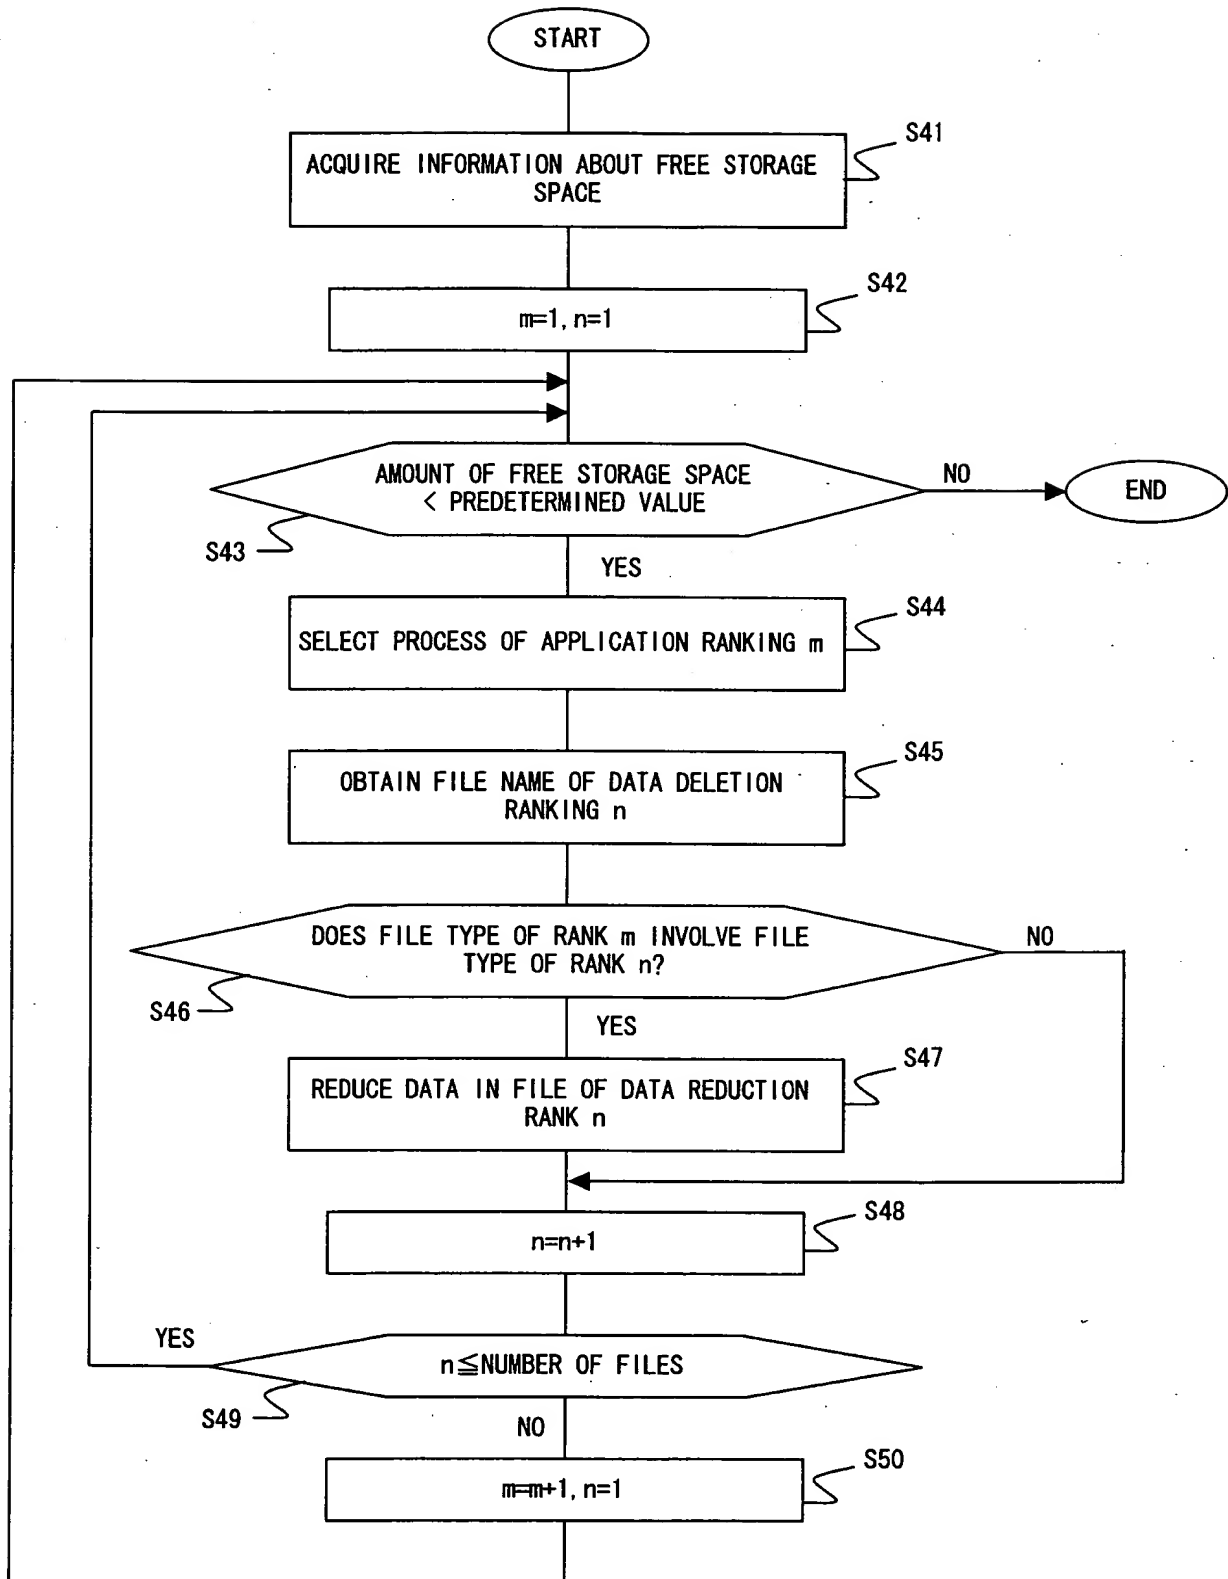 START
S41
ACQUIRE INFORMATION ABOUT FREE STORAGE
SPACE
S42
m=1, n=1
AMOUNT OF FREE STORAGE SPACE
< PREDETERMINED VALUE
NO
END
S43
YES
S44
SELECT PROCESS OF APPLICATION RANKING m
S45
OBTAIN FILE NAME OF DATA DELETION
RANKING n
DOES FILE TYPE OF RANK m INVOLVE FILE
TYPE OF RANK n?
NO
S46
YES
S47
REDUCE DATA IN FILE OF DATA REDUCTION
RANK n
S48
n=n+1
YES
n≦NUMBER OF FILES
S49
NO
S50
m=m+1, n=1